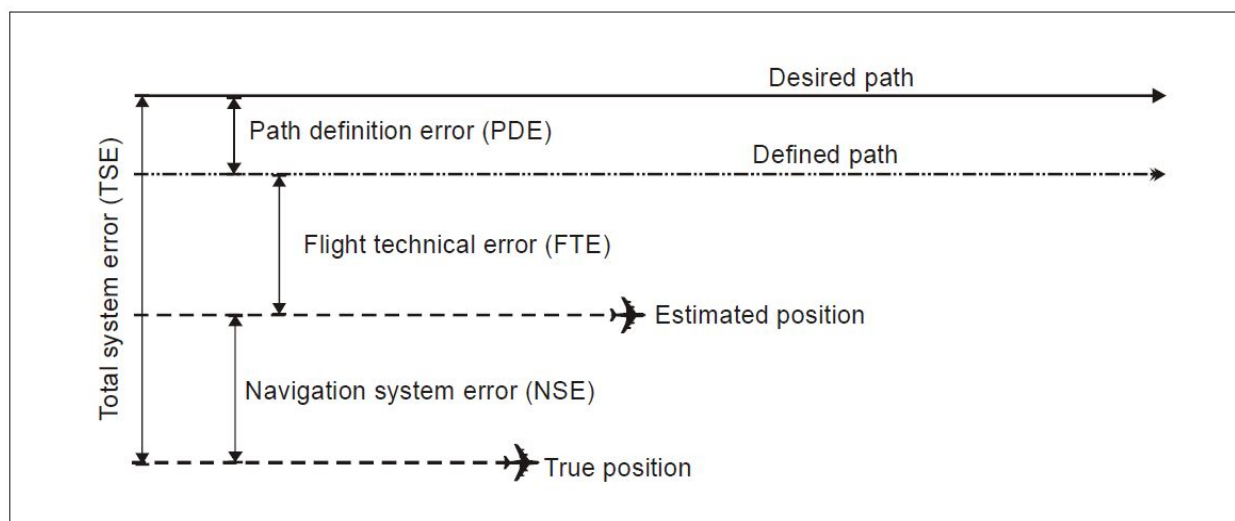 Desired path
Path definition error (PDE)
Defined path
Total system error (TSE)
Flight technical error (FTE)
Estimated position
Navigation system error (NSE)
True position